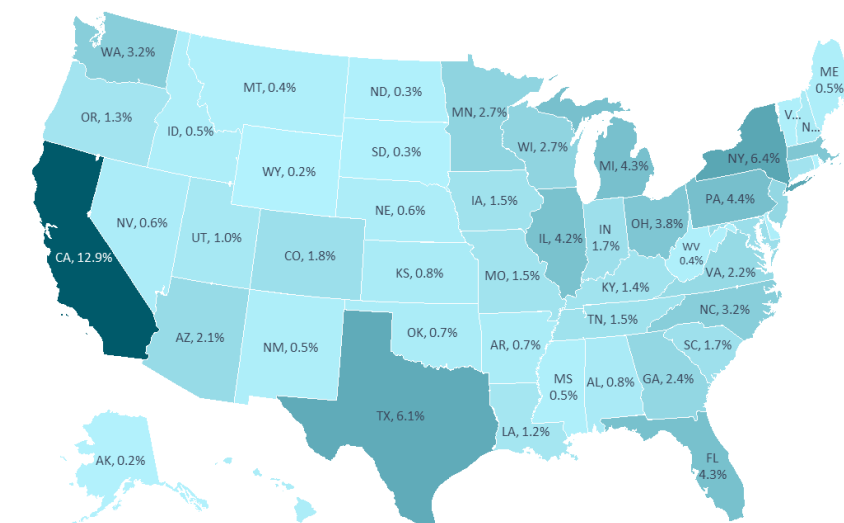 WA, 3.2%
MT, 0.4%
ND, 0.3%
ME
0.5%
OR, 1.3%
ID, 0.5%
MN, 2.7%
V...
N...
SD, 0.3%
WI, 2.7%
MI, 4.3%
NY, 6.4%
WY, 0.2%
IA, 1.5%
PA, 4.4%
NE, 0.6%
NV, 0.6%
UT, 1.0%
IL, 4.2%
IN
1.7%
OH, 3.8%
CA, 12.9%
CO, 1.8%
KS, 0.8%
MO, 1.5%
WV
0.4%
VA, 2.2%
KY, 1.4%
NC, 3.2%
AZ, 2.1%
NM, 0.5%
OK, 0.7%
TN, 1.5%
AR, 0.7%
SC, 1.7%
MS
0.5%
AL, 0.8%
GA, 2.4%
TX, 6.1%
LA, 1.2%
AK, 0.2%
FL
4.3%